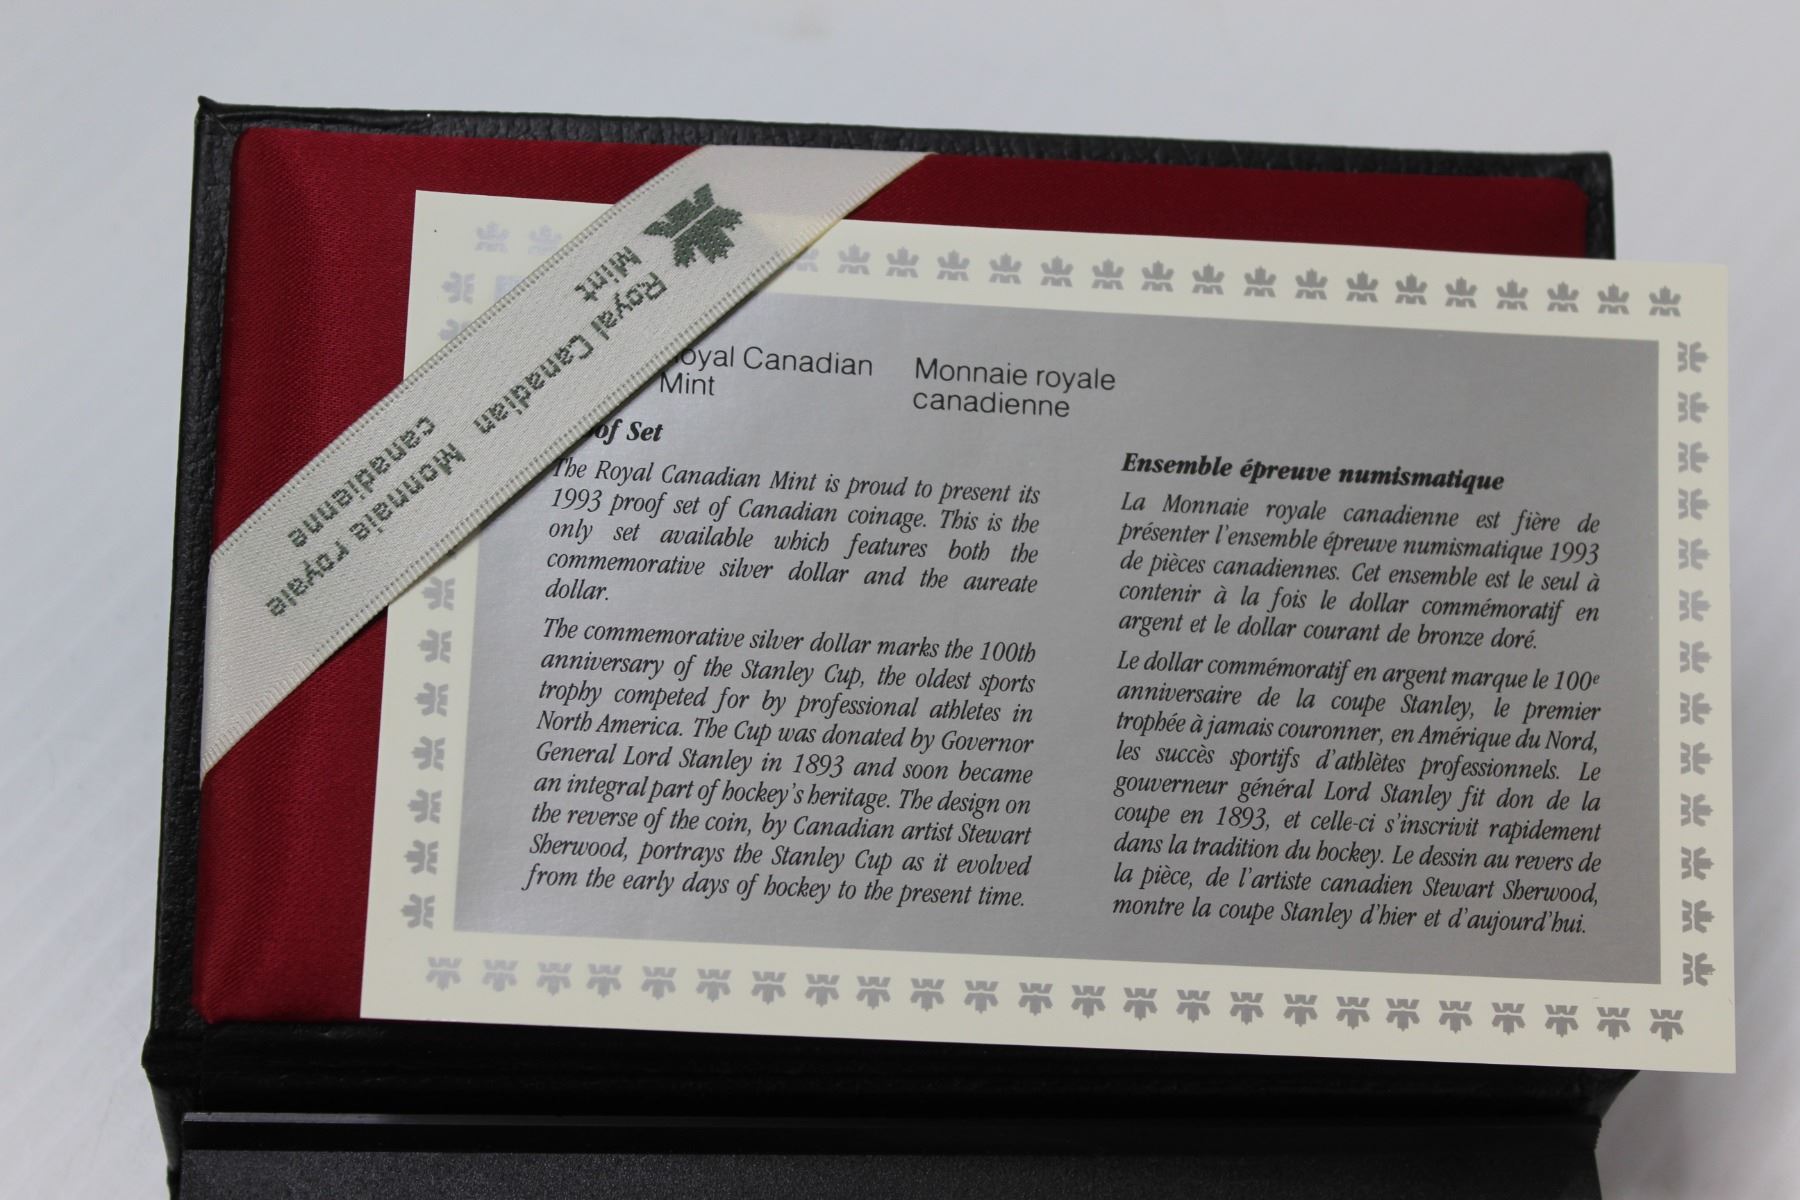 Royal Canadian
Mint
Monnaie royale
canadienne
oyal Canadian
Mint
Monnaie royale
canadienne
of Set
The Royal Canadian Mint is proud to present its
1993 proof set of Canadian coinage. This is the
only set available which features both the
commemorative silver dollar and the aureate
dollar.
The commemorative silver dollar marks the 100th
anniversary of the Stanley Cup, the oldest sports
trophy competed for by professional athletes in
North America. The Cup was donated by Governor
General Lord Stanley in 1893 and soon became
an integral part of hockey's heritage. The design on
the reverse of the coin, by Canadian artist Stewart
Sherwood, portrays the Stanley Cup as it evolved
from the early days of hockey to the present time.
Ensemble épreuve numismatique
La Monnaie royale canadienne est fière de
présenter l'ensemble épreuve numismatique 1993
de pièces canadiennes. Cet ensemble est le seul à
contenir à la fois le dollar commémoratif en
argent et le dollar courant de bronze doré.
Le dollar commémoratif en argent marque le 100e
anniversaire de la coupe Stanley, le premier
trophée à jamais couronner, en Amérique du Nord,
les succès sportifs d'athlètes professionnels. Le
gouverneur général Lord Stanley fit don de la
coupe en 1893, et celle-ci s'inscrivit rapidement
dans la tradition du hockey. Le dessin au revers de
la pièce, de l'artiste canadien Stewart Sherwood,
montre la coupe Stanley d'hier et d'aujourd'hui.